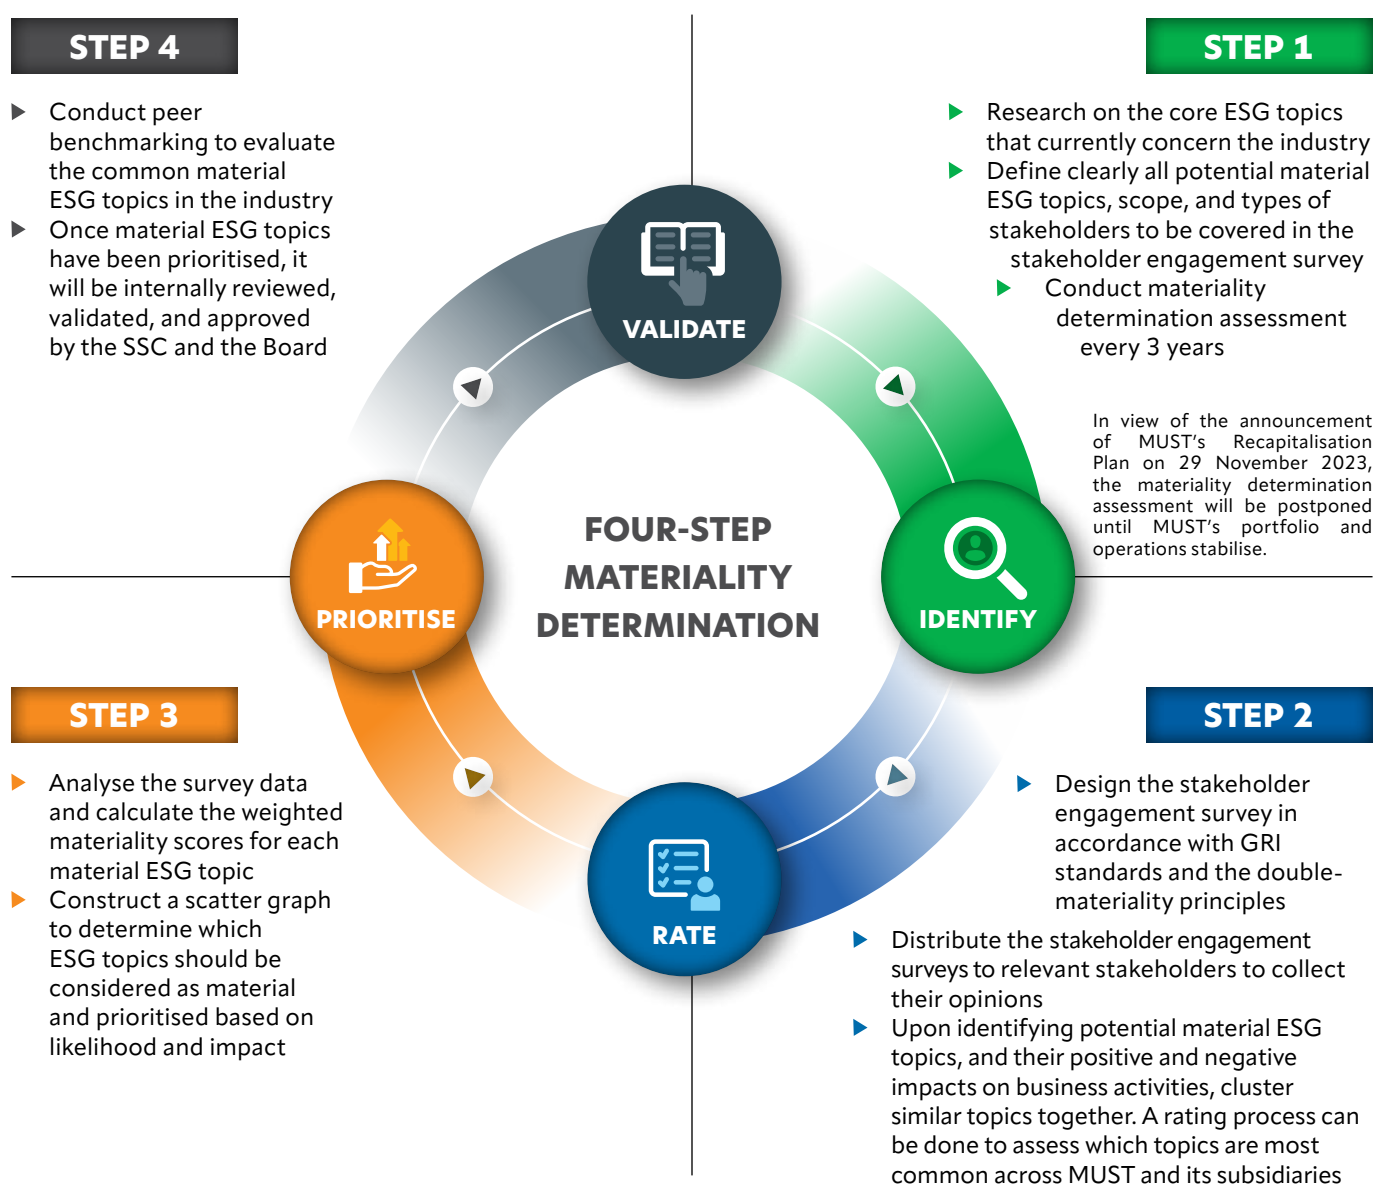 STEP 4
Conduct peer
benchmarking to evaluate
the common material
ESG topics in the industry
Once material ESG topics
have been prioritised, it
will be internally reviewed,
validated, and approved
by the SSC and the Board
STEP 1
Research on the core ESG topics
that currently concern the industry
Define clearly all potential material
ESG topics, scope, and types of
stakeholders to be covered in the
stakeholder engagement survey
Conduct materiality
determination assessment
every 3 years
In view of the announcement
of MUST's Recapitalisation
Plan on 29 November 2023,
the materiality determination
assessment will be postponed
until MUST's portfolio and
operations stabilise.
VALIDATE
FOUR-STEP
MATERIALITY
DETERMINATION
PRIORITISE
IDENTIFY
RATE
STEP 3
Analyse the survey data
and calculate the weighted
materiality scores for each
material ESG topic
Construct a scatter graph
to determine which
ESG topics should be
considered as material
and prioritised based on
likelihood and impact
STEP 2
Design the stakeholder
engagement survey in
accordance with GRI
standards and the double-
materiality principles
Distribute the stakeholder engagement
surveys to relevant stakeholders to collect
their opinions
Upon identifying potential material ESG
topics, and their positive and negative
impacts on business activities, cluster
similar topics together. A rating process can
be done to assess which topics are most
common across MUST and its subsidiaries